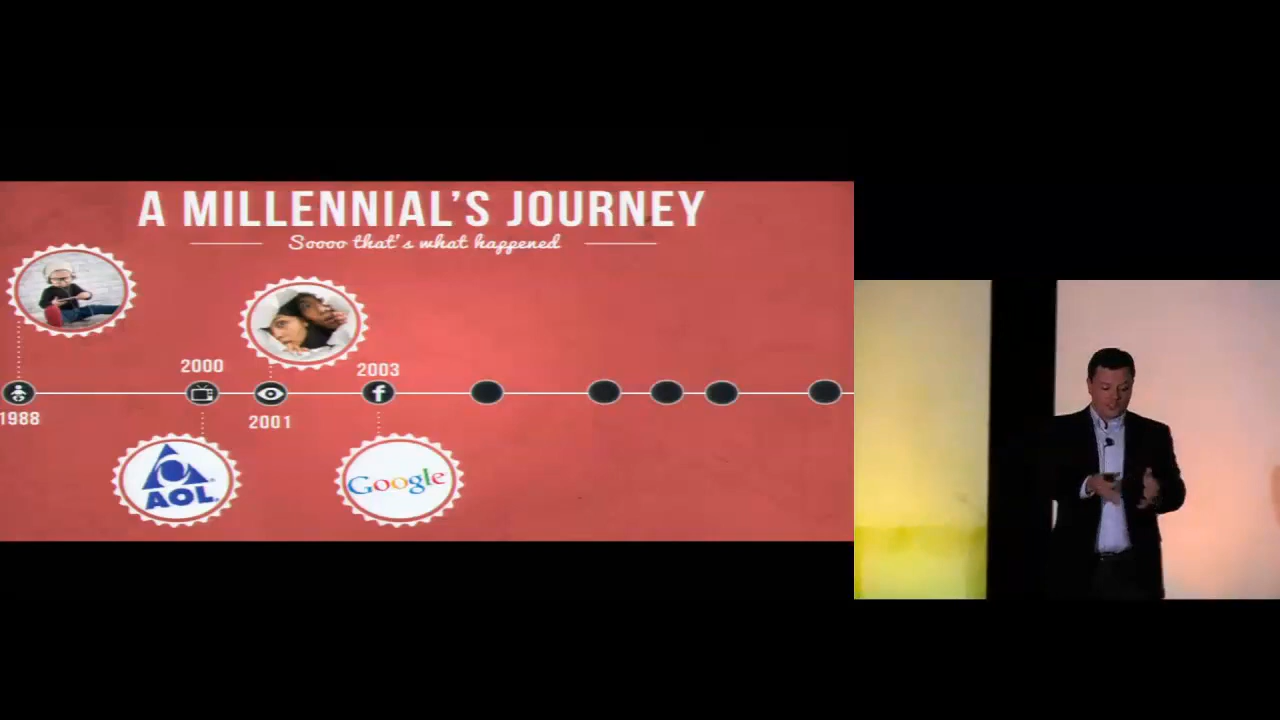 A MILLENNIAL'S JOURNEY
Soooo that's what happened
2000
2003
1988
2001
AOL
Google